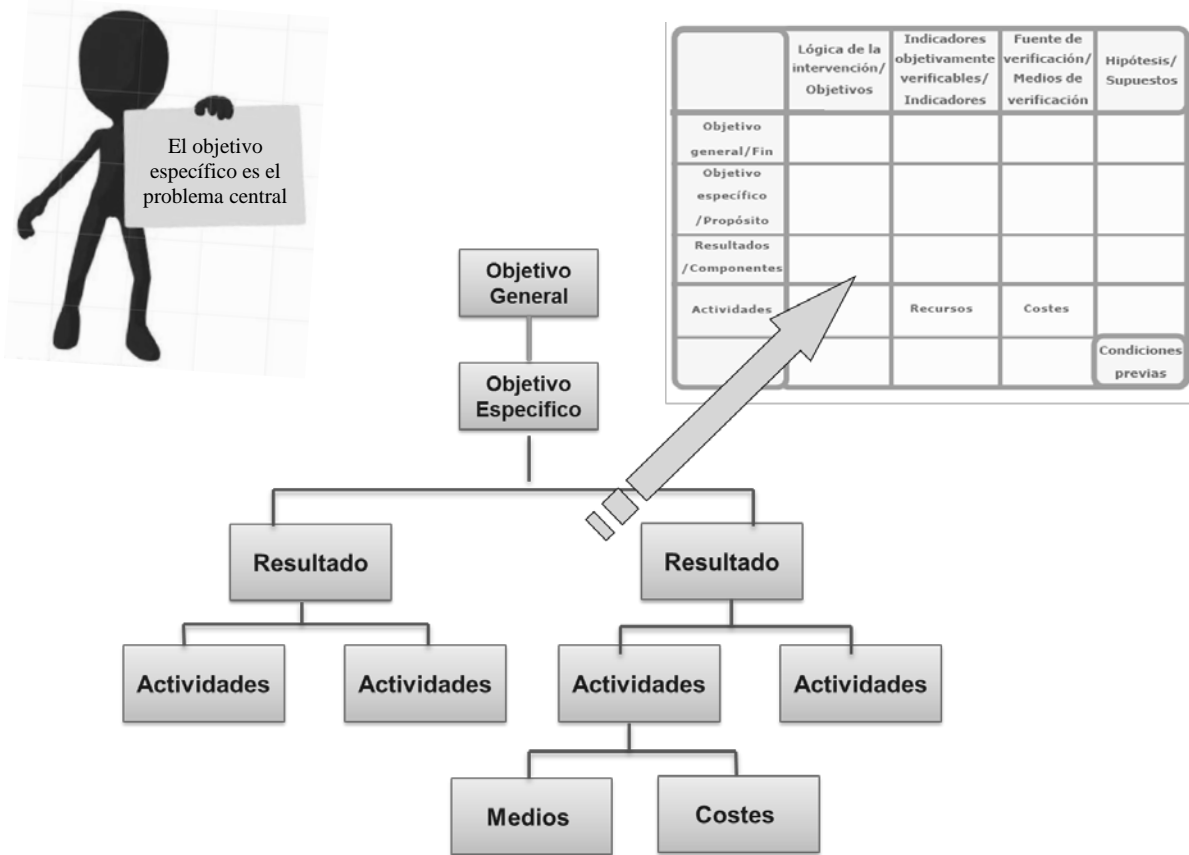 El objetivo
específico es el
problema central
Lógica de la
intervención/
Objetivos
Indicadores
objetivamente
verificables/
Indicadores
Fuente de
verificación/
Medios de
verificación
Hipótesis/
Supuestos
Objetivo
general/Fin
Objetivo
específico
/Propósito
Resultados
/Componentes
Actividades
Recursos
Costes
Condiciones
previas
Objetivo
General
Objetivo
Especifico
Resultado
Resultado
Actividades
Actividades
Actividades
Actividades
Medios
Costes